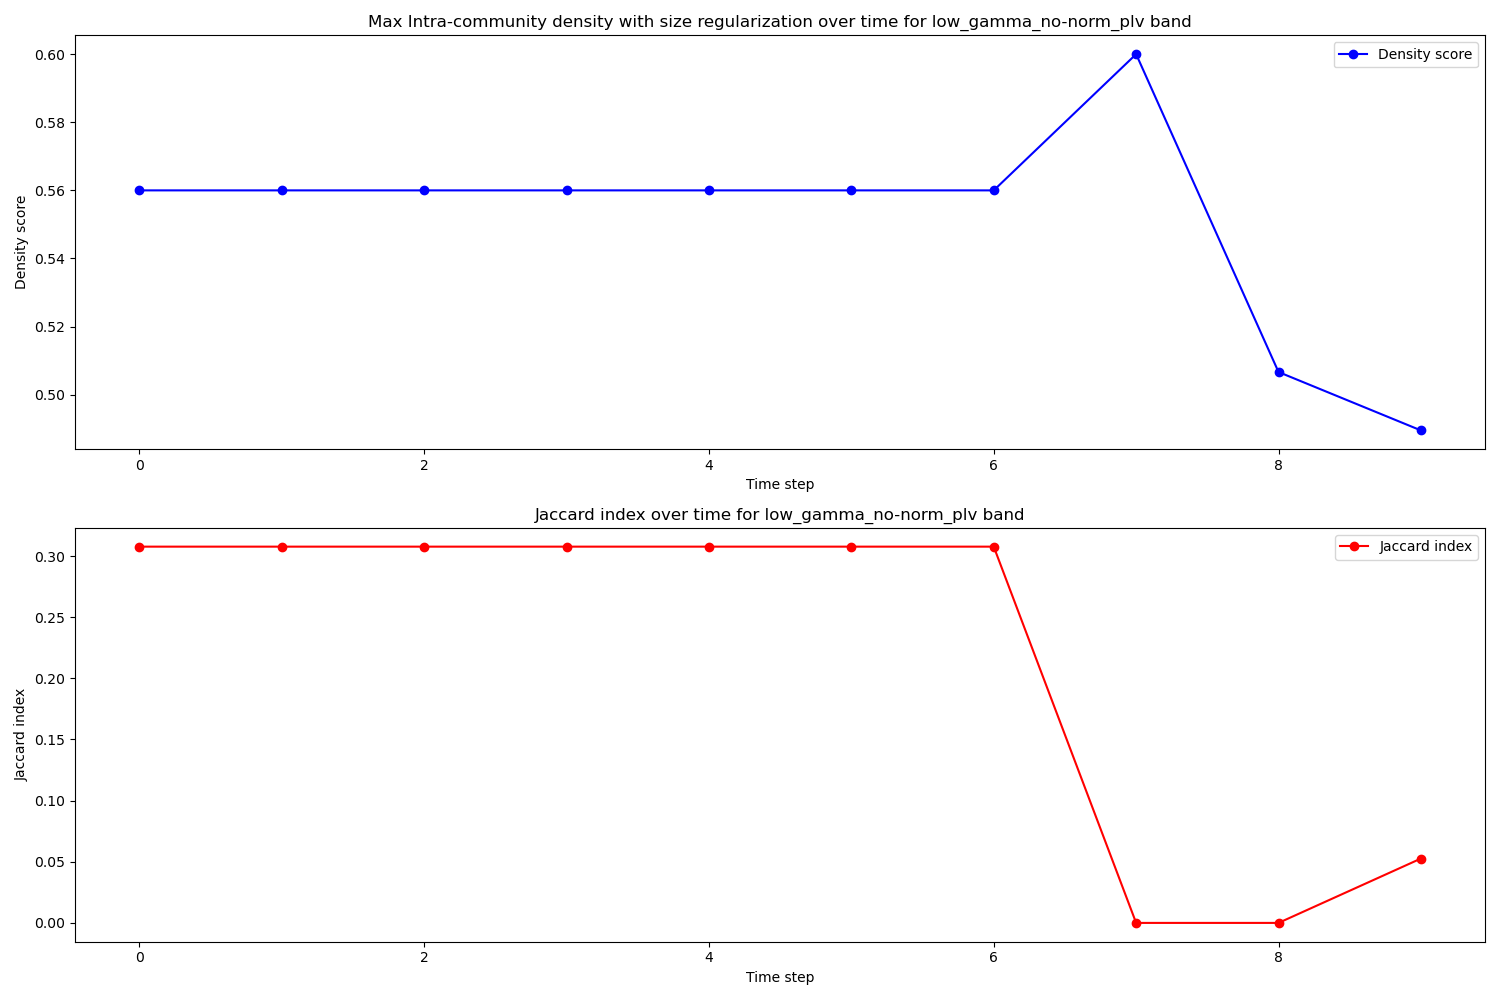 Max Intra-community density with size regularization over time for low_gamma_no-norm_plv band
Density score
0.60
0.58
0.56
0.54
0.52
0.50
Density score
0 2 4 6 8
Time step
Jaccard index over time for low_gamma_no-norm_plv band
Jaccard index
0.30
0.25
0.20
0.15
0.10
0.05
0.00
Jaccard index
0 2 4 6 8
Time step